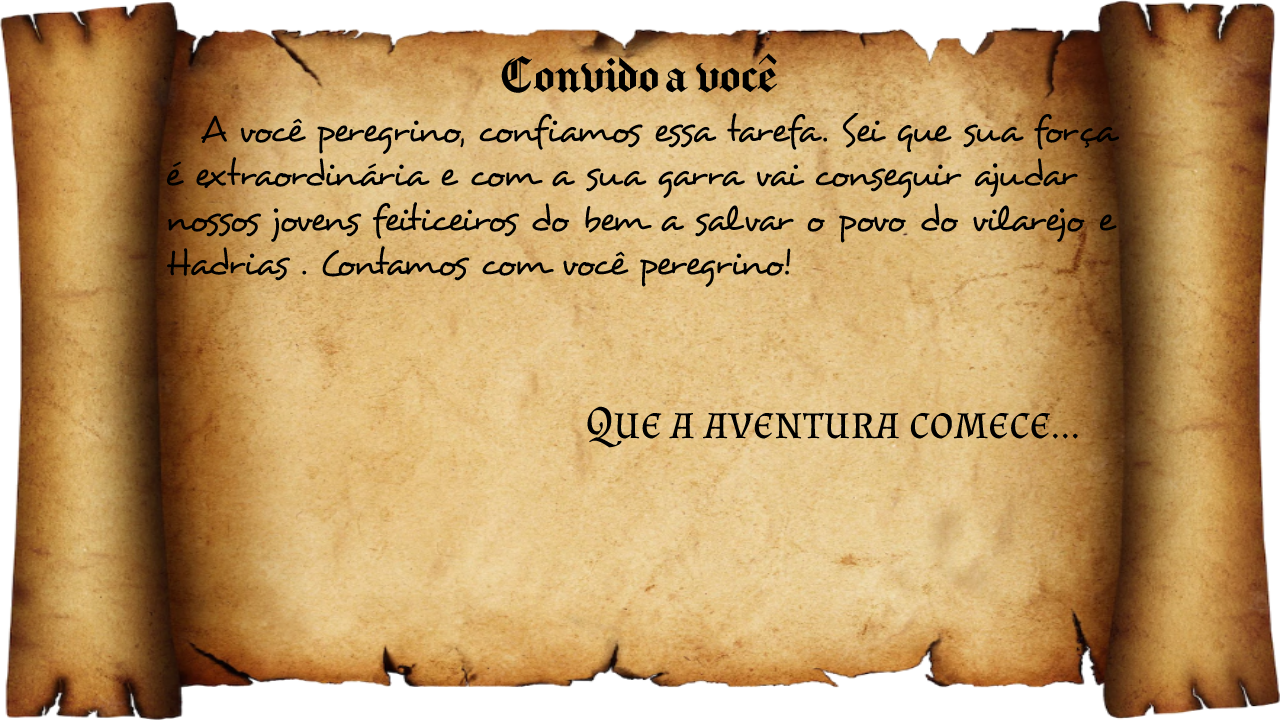 Convido a você
A você peregrino, confiamos essa tarefa. Sei que sua força
é extraordinária e com a sua garra vai conseguir ajudar
nossos jovens feiticeiros do bem a salvar o povo do vilarejo e
Hadrias . Contamos com você peregrino!
Que a aventura comece...